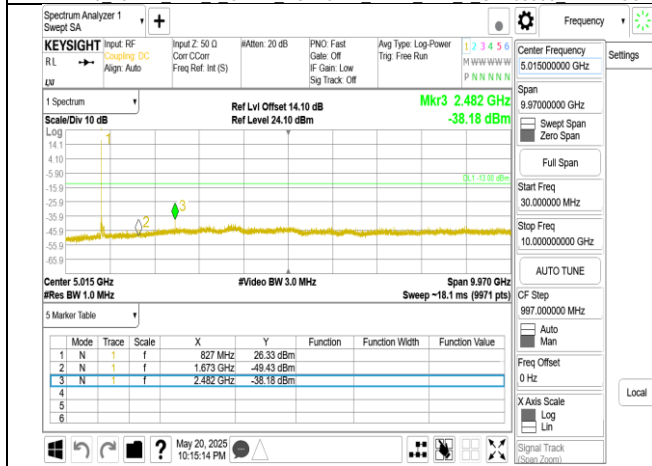 Spectrum Analyzer 1
Swept SA
Frequency
KEYSIGHT Input: RF Input Z: 50 Ω #Atten: 20 dB PNO: Fast Avg Type: Log-Power 1 2 3 4 5 6
RL Coupling: DC Corr CCorr Gate: Off Trig: Free Run M W W W W W
Align: Auto Freq Ref: Int (S) IF Gain: Low P N N N N N
Sig Track: Off
LXI
Center Frequency
5.015000000 GHz
Settings
1 Spectrum
Ref Lvl Offset 14.10 dB Mkr3 2.482 GHz
Scale/Div 10 dB Ref Level 24.10 dBm -38.18 dBm
Log
14.1
4.10
-5.90
-15.9
-25.9
-35.9
-45.9
-55.9
-65.9
DL1 -13.00 dBm
1
2
3
Center 5.015 GHz #Video BW 3.0 MHz Span 9.970 GHz
#Res BW 1.0 MHz Sweep ~18.1 ms (9971 pts)
Span
9.97000000 GHz
Swept Span
Zero Span
Full Span
Start Freq
30.000000 MHz
Stop Freq
10.000000000 GHz
AUTO TUNE
CF Step
997.000000 MHz
Auto
Man
Freq Offset
0 Hz
X Axis Scale
Log
Lin
Signal Track
(Span Zoom)
Local
5 Marker Table
Mode Trace Scale X Y Function Function Width Function Value
1 N 1 f 827 MHz 26.33 dBm
2 N 1 f 1.673 GHz -49.43 dBm
3 N 1 f 2.482 GHz -38.18 dBm
4
5
6
? May 20, 2025
10:15:14 PM